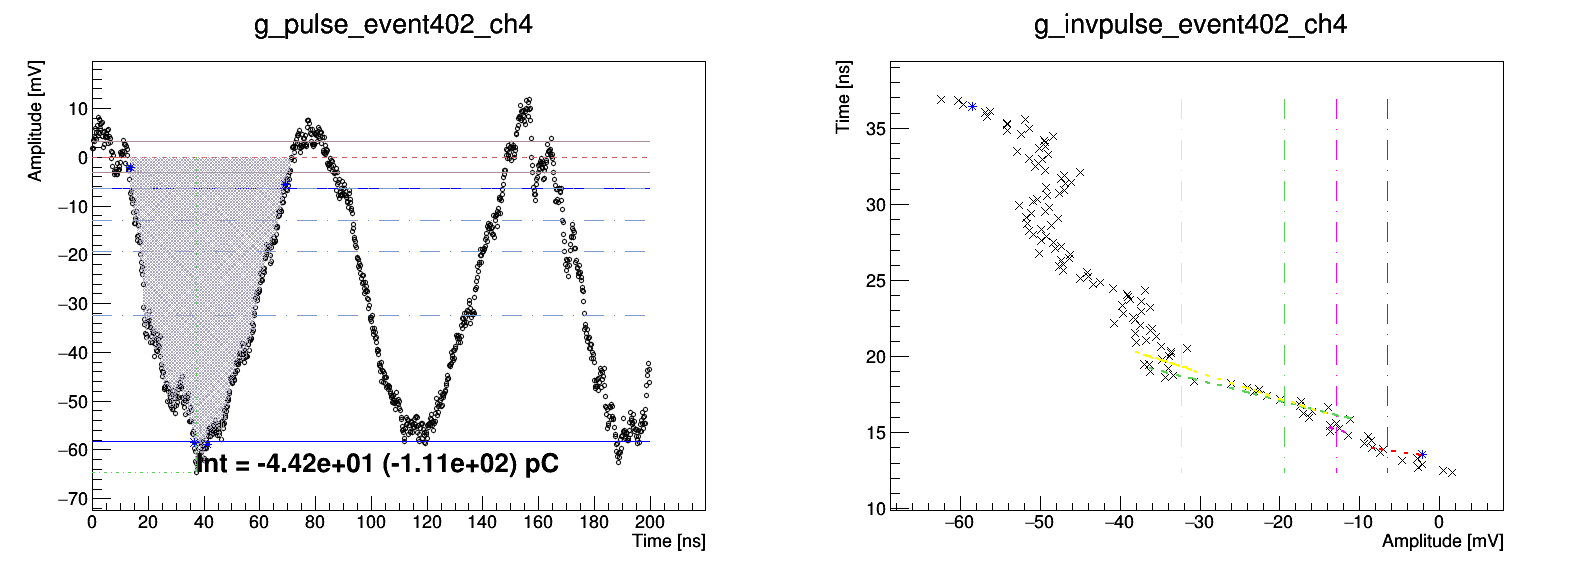 g_pulse_event402_ch4
Amplitude [mV]
10
0
−10
−20
−30
−40
−50
−60
−70
Int = -4.42e+01 (-1.11e+02) pC
0 20 40 60 80 100 120 140 160 180 200
Time [ns]
g_invpulse_event402_ch4
Time [ns]
35
30
25
20
15
10
−60 −50 −40 −30 −20 −10 0
Amplitude [mV]